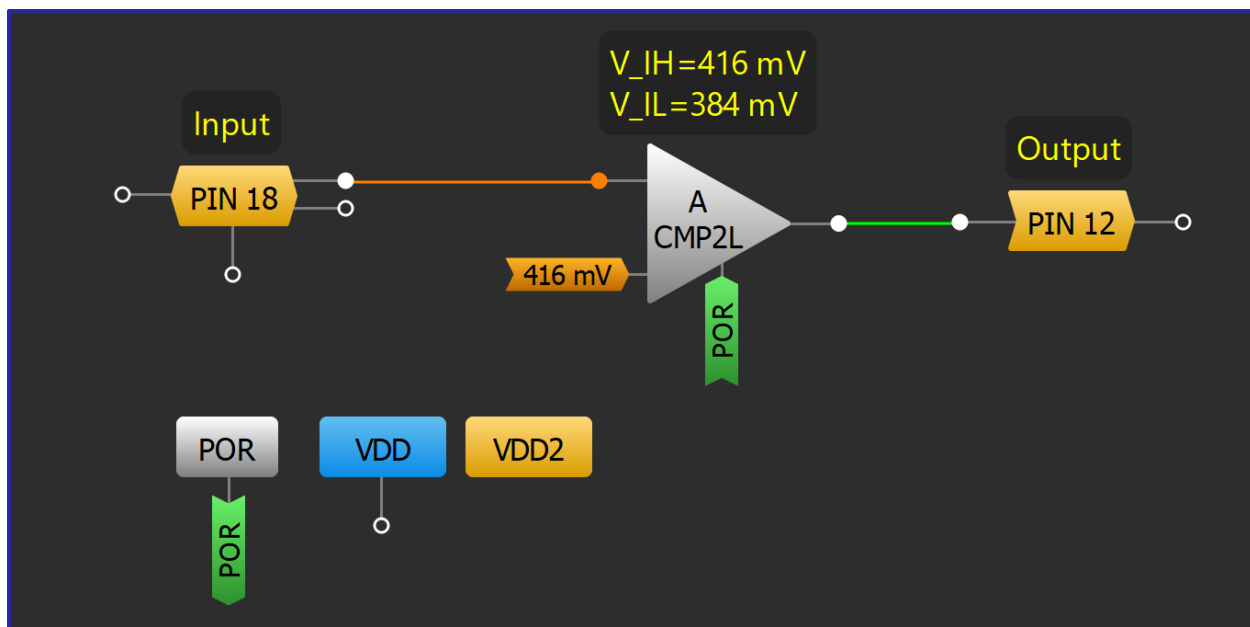 V_IH=416 mV
V_IL=384 mV
Input
Output
PIN 18
A
CMP2L
PIN 12
416 mV
POR
POR
VDD
VDD2
POR